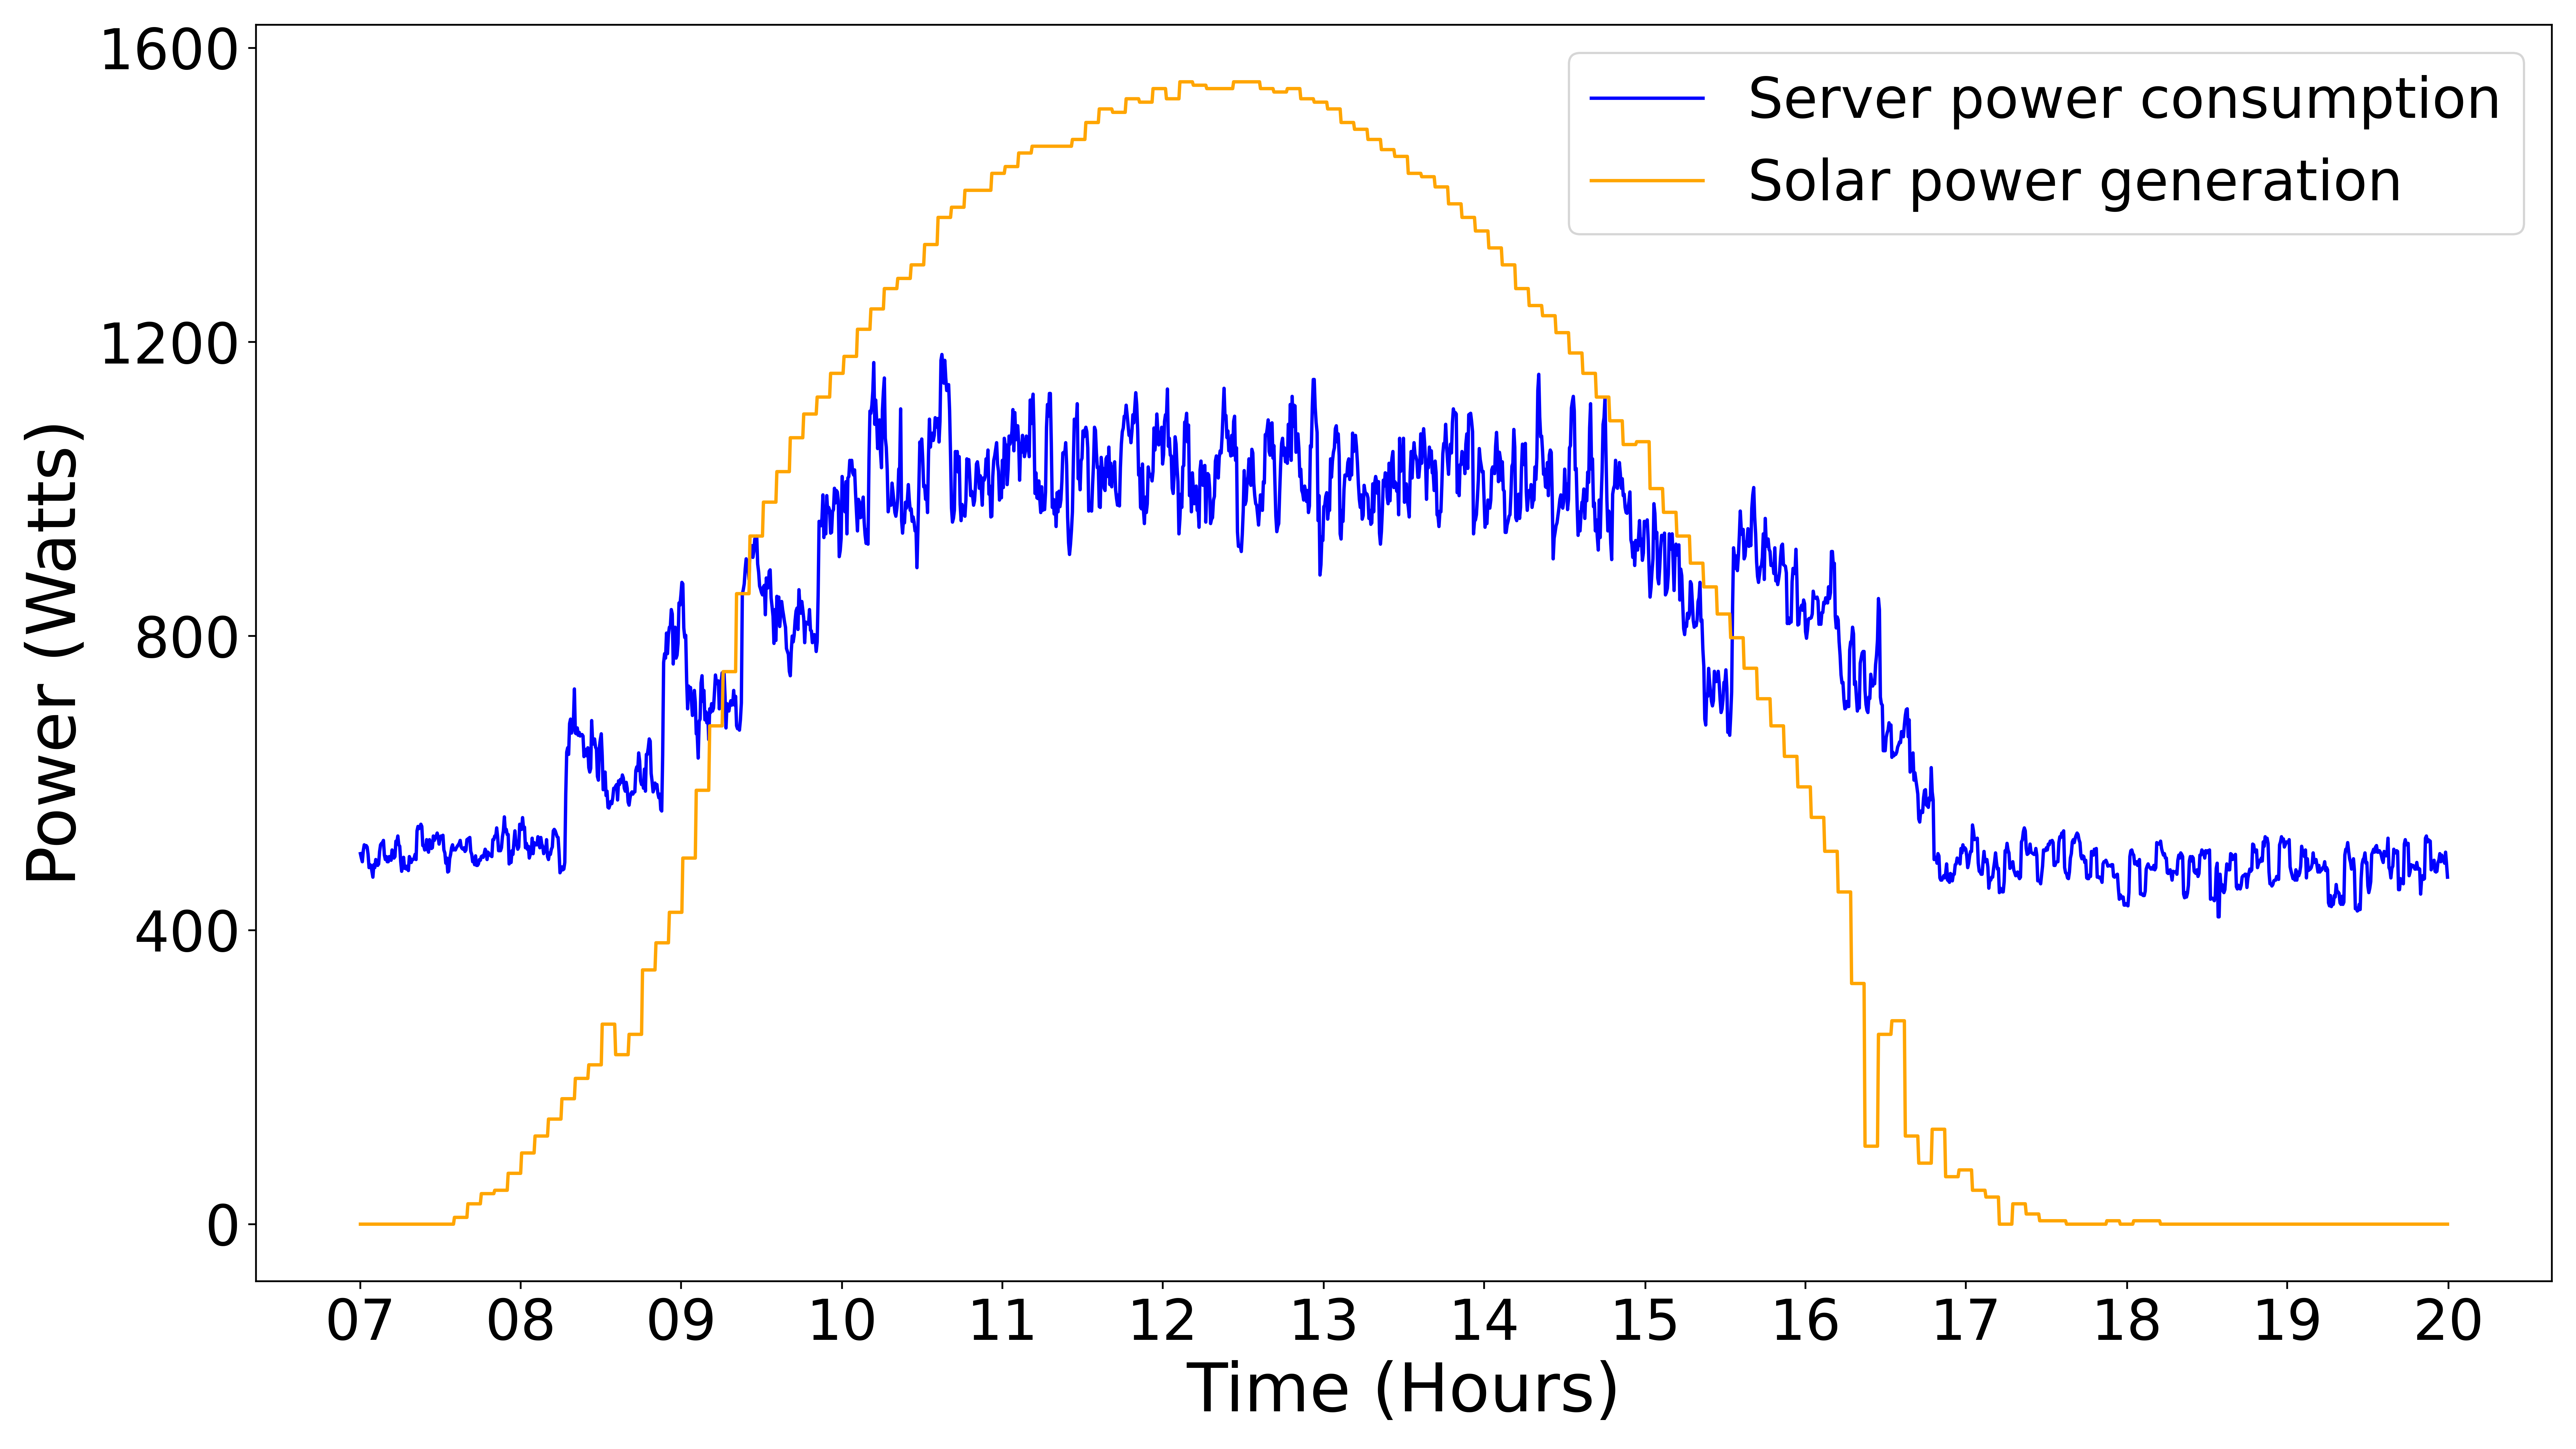 1600
1200
800
400
0
Power (Watts)
Server power consumption
Solar power generation
07 08 09 10 11 12 13 14 15 16 17 18 19 20
Time (Hours)